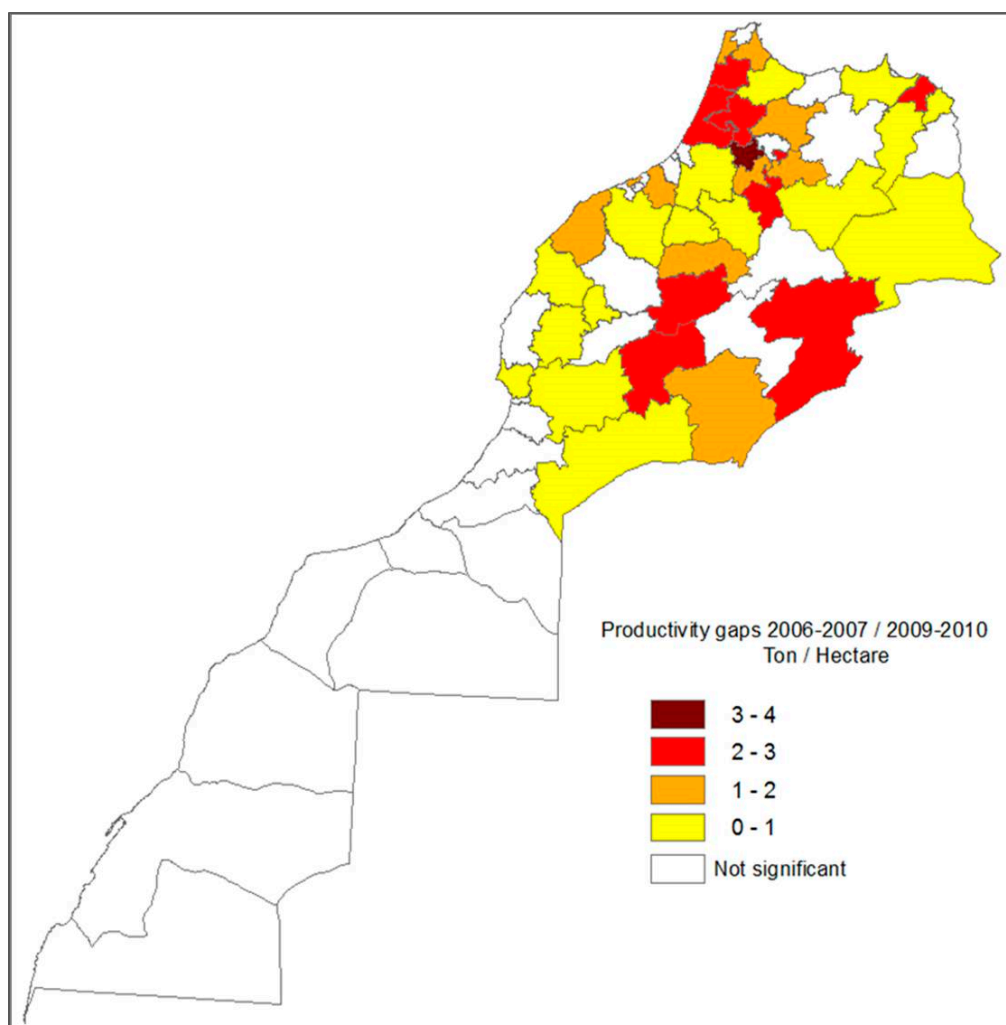 Productivity gaps 2006-2007 / 2009-2010
Ton / Hectare
3 - 4
2 - 3
1 - 2
0 - 1
Not significant